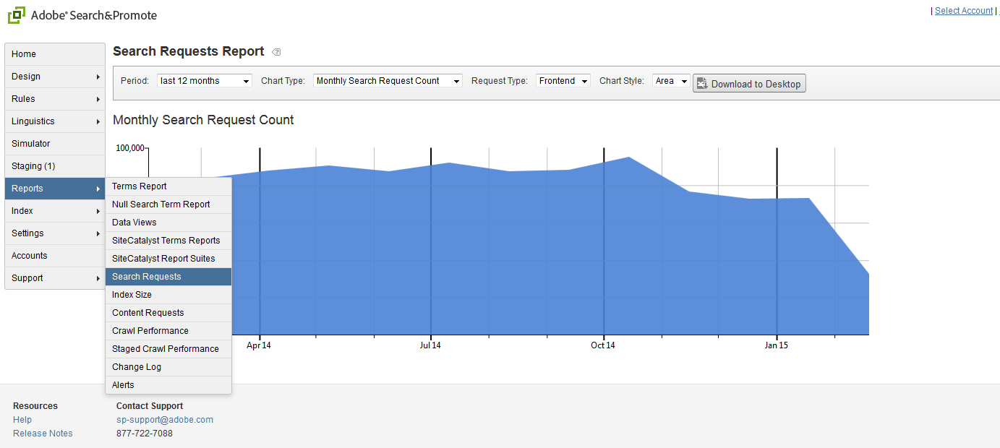 Adobe® Search&Promote
| Select Account |
Home
Design
Rules
Linguistics
Simulator
Staging (1)
Reports
Index
Settings
Accounts
Support
Search Requests Report
Period: last 12 months Chart Type: Monthly Search Request Count Request Type: Frontend Chart Style: Area Download to Desktop
Monthly Search Request Count
100,000
Terms Report
Null Search Term Report
Data Views
SiteCatalyst Terms Reports
SiteCatalyst Report Suites
Search Requests
Index Size
Content Requests
Crawl Performance
Staged Crawl Performance
Change Log
Alerts
Apr 14 Jul 14 Oct 14 Jan 15
Resources
Help
Release Notes
Contact Support
sp-support@adobe.com
877-722-7088